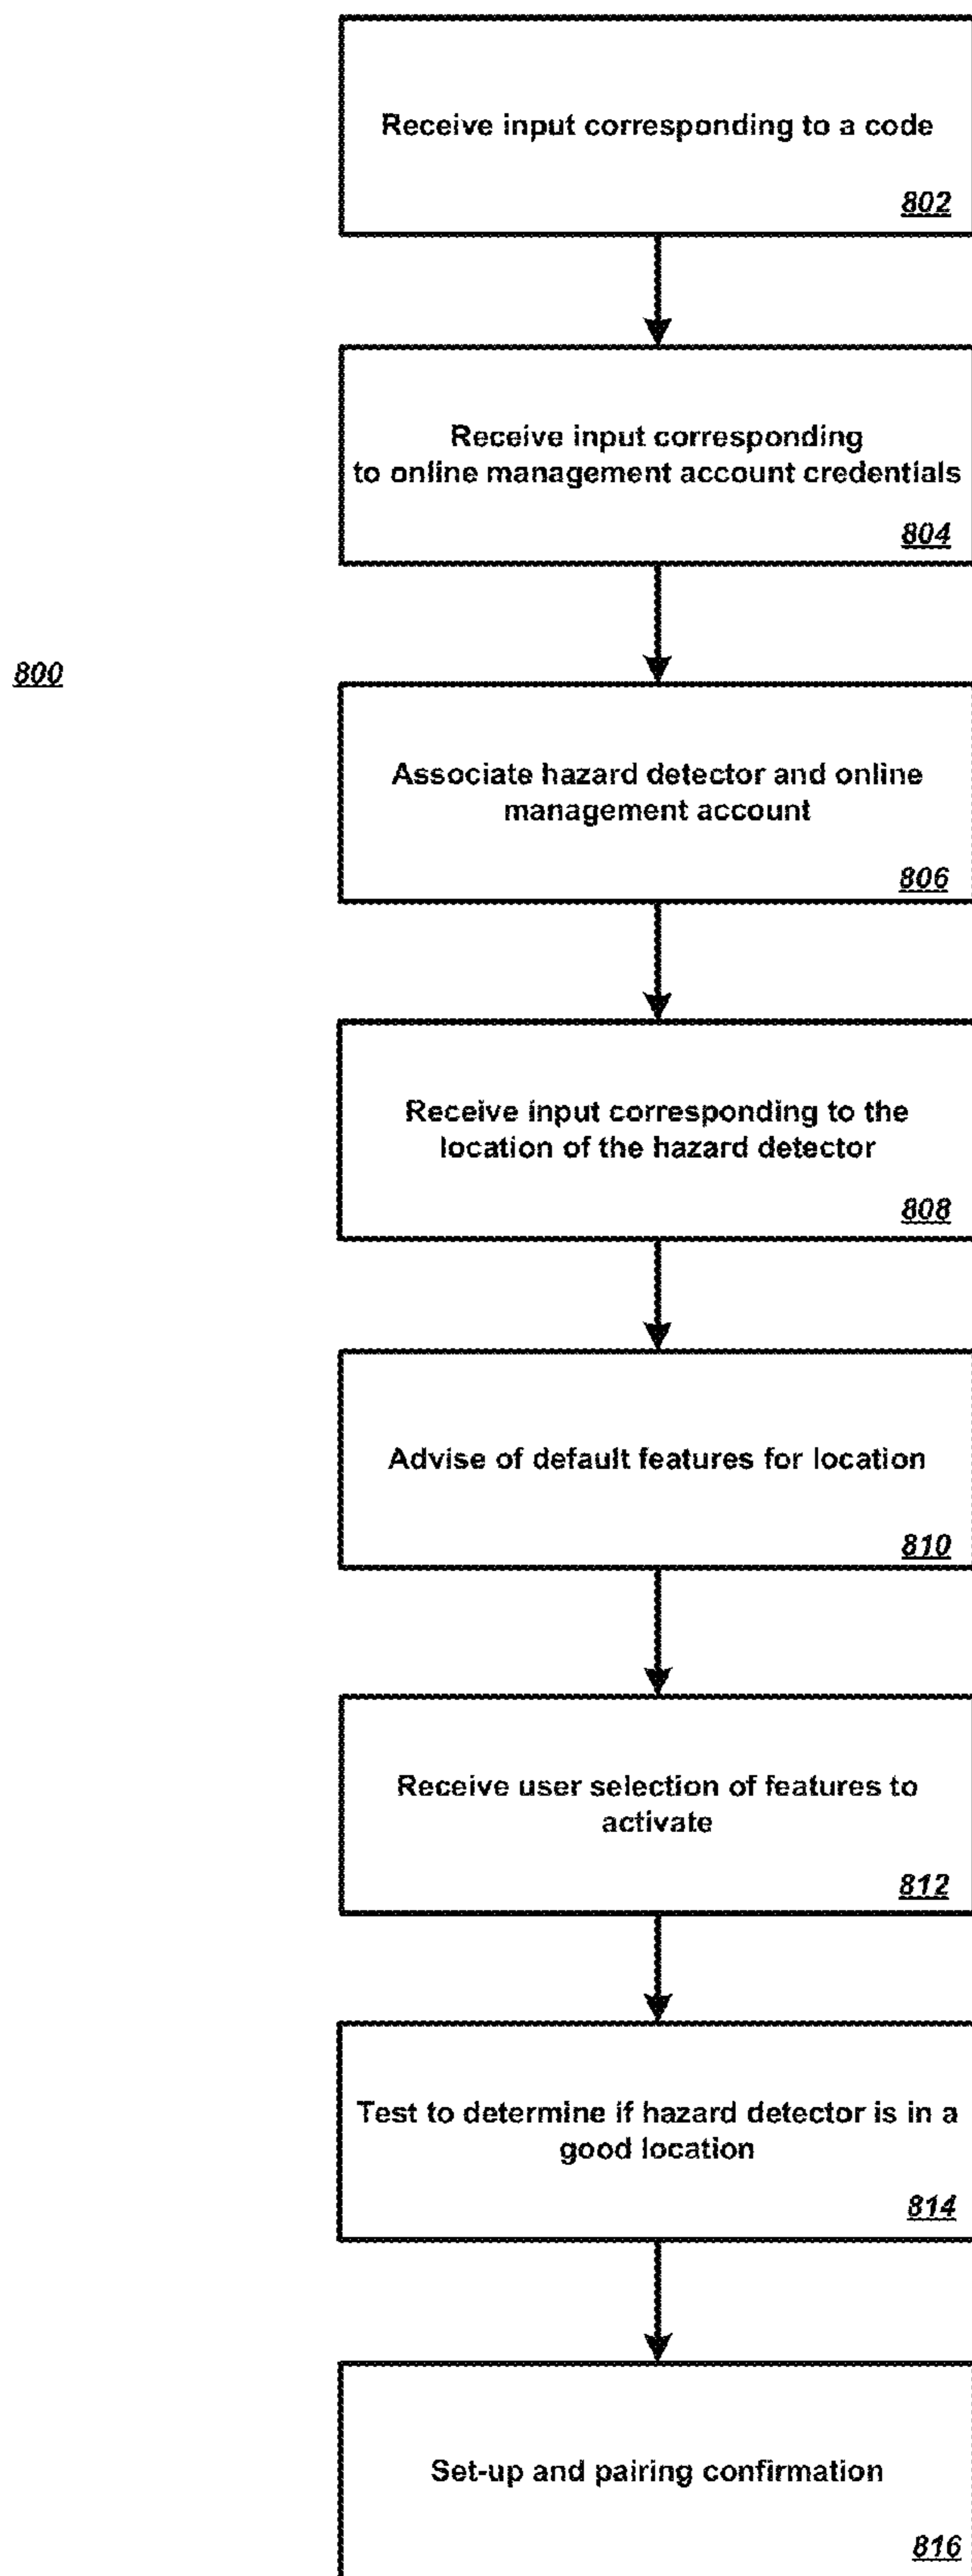 Receive input corresponding to a code
802
Receive input corresponding
to online management account credentials
804
800
Associate hazard detector and online
management account
806
Receive input corresponding to the
location of the hazard detector
808
Advise of default features for location
810
Receive user selection of features to
activate
812
Test to determine if hazard detector is in a
good location
814
Set-up and pairing confirmation
816